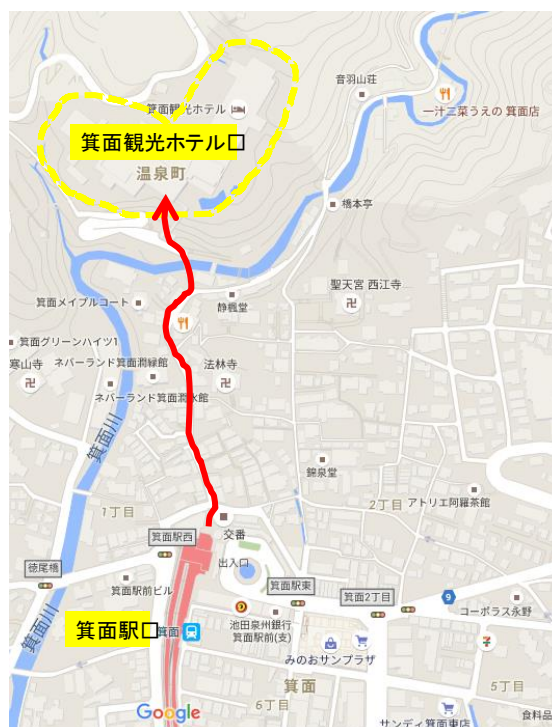 音羽山荘
箕面観光ホテル
一汁二菜うえの 箕面店
箕面観光ホテル□
温泉町
橋本亭
聖天宮 西江寺
箕面メイプルコート
静観堂
箕面グリーンハイツ1
ネバーランド箕面潤緑館
法林寺
寒山寺
ネバーランド箕面潤水館
箕面川
錦泉堂
2丁目
アトリエ阿羅茶館
1丁目
箕面駅西
交番
出入口
徳尾橋
箕面駅前ビル
箕面駅東
箕面2丁目
9
コーポラス永野
箕面駅□
箕面
池田泉州銀行
箕面駅前(支)
みのおサンプラザ
箕面川
箕面
6丁目
5丁目
Google
サンディ箕面東店
食料品